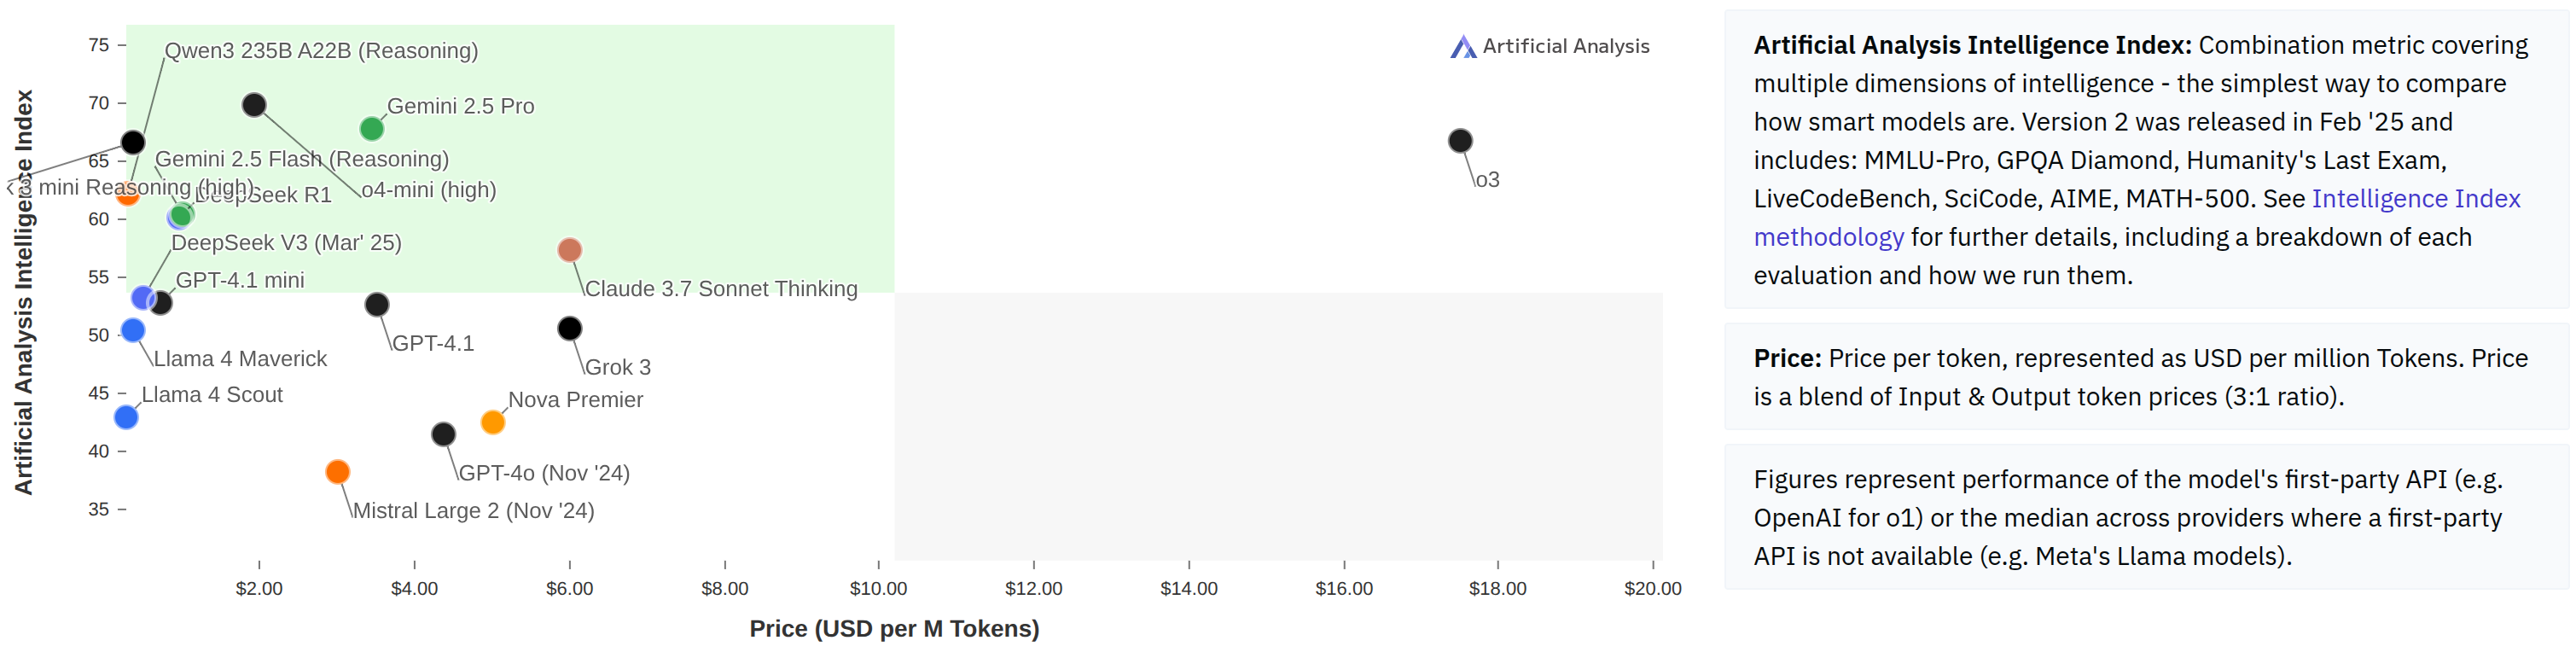 Artificial Analysis Intelligence Index
75
70
65
60
55
50
45
40
35
Qwen3 235B A22B (Reasoning)
Gemini 2.5 Pro
Gemini 2.5 Flash (Reasoning)
3 mini Reasoning (high)
DeepSeek R1
o4-mini (high)
o3
DeepSeek V3 (Mar' 25)
GPT-4.1 mini
Claude 3.7 Sonnet Thinking
GPT-4.1
Llama 4 Maverick
Grok 3
Llama 4 Scout
Nova Premier
GPT-4o (Nov '24)
Mistral Large 2 (Nov '24)
Artificial Analysis
$2.00 $4.00 $6.00 $8.00 $10.00 $12.00 $14.00 $16.00 $18.00 $20.00
Price (USD per M Tokens)
Artificial Analysis Intelligence Index: Combination metric covering
multiple dimensions of intelligence - the simplest way to compare
how smart models are. Version 2 was released in Feb '25 and
includes: MMLU-Pro, GPQA Diamond, Humanity's Last Exam,
LiveCodeBench, SciCode, AIME, MATH-500. See Intelligence Index
methodology for further details, including a breakdown of each
evaluation and how we run them.
Price: Price per token, represented as USD per million Tokens. Price
is a blend of Input & Output token prices (3:1 ratio).
Figures represent performance of the model's first-party API (e.g.
OpenAI for o1) or the median across providers where a first-party
API is not available (e.g. Meta's Llama models).